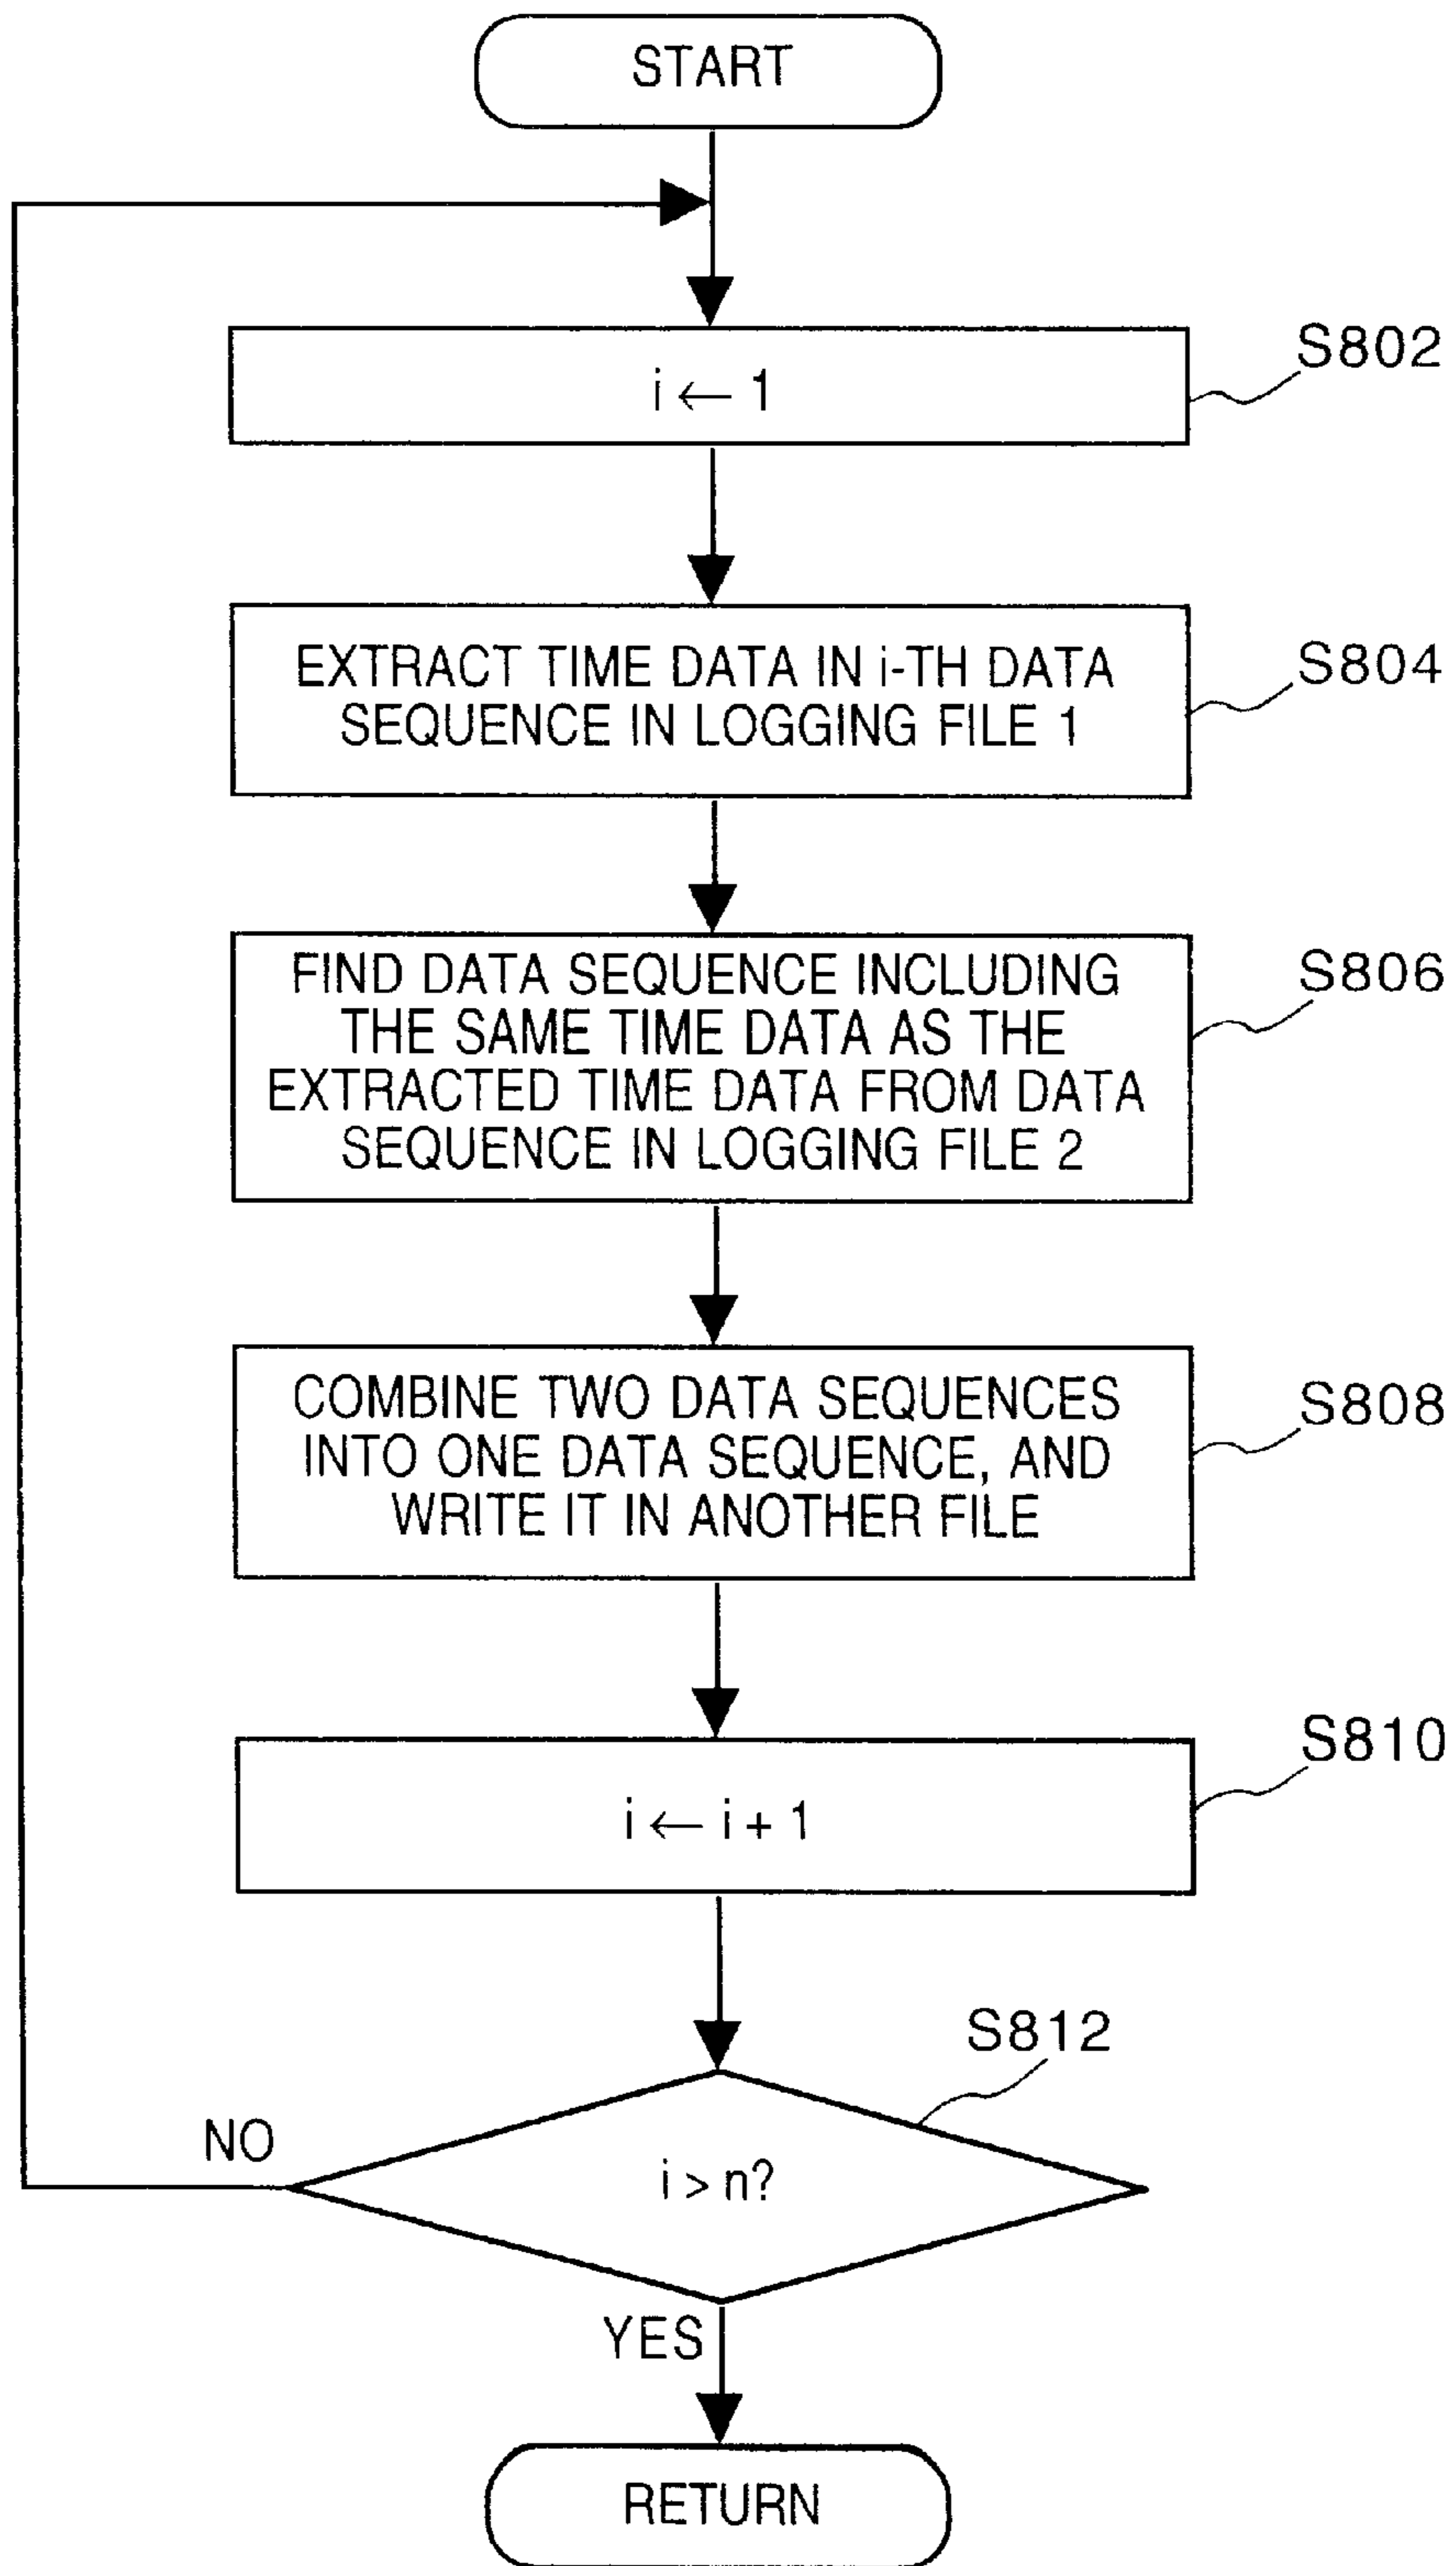 START
i ← 1
S802
EXTRACT TIME DATA IN i-TH DATA
SEQUENCE IN LOGGING FILE 1
S804
FIND DATA SEQUENCE INCLUDING
THE SAME TIME DATA AS THE
EXTRACTED TIME DATA FROM DATA
SEQUENCE IN LOGGING FILE 2
S806
COMBINE TWO DATA SEQUENCES
INTO ONE DATA SEQUENCE, AND
WRITE IT IN ANOTHER FILE
S808
i ← i + 1
S810
S812
NO
i > n?
YES
RETURN